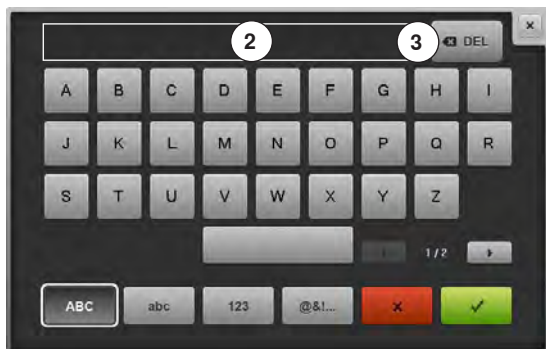 2 3 DEL ×
A B C D E F G H I
J K L M N O P Q R
S T U V W X Y Z
1/2
ABC abc 123 @&!...